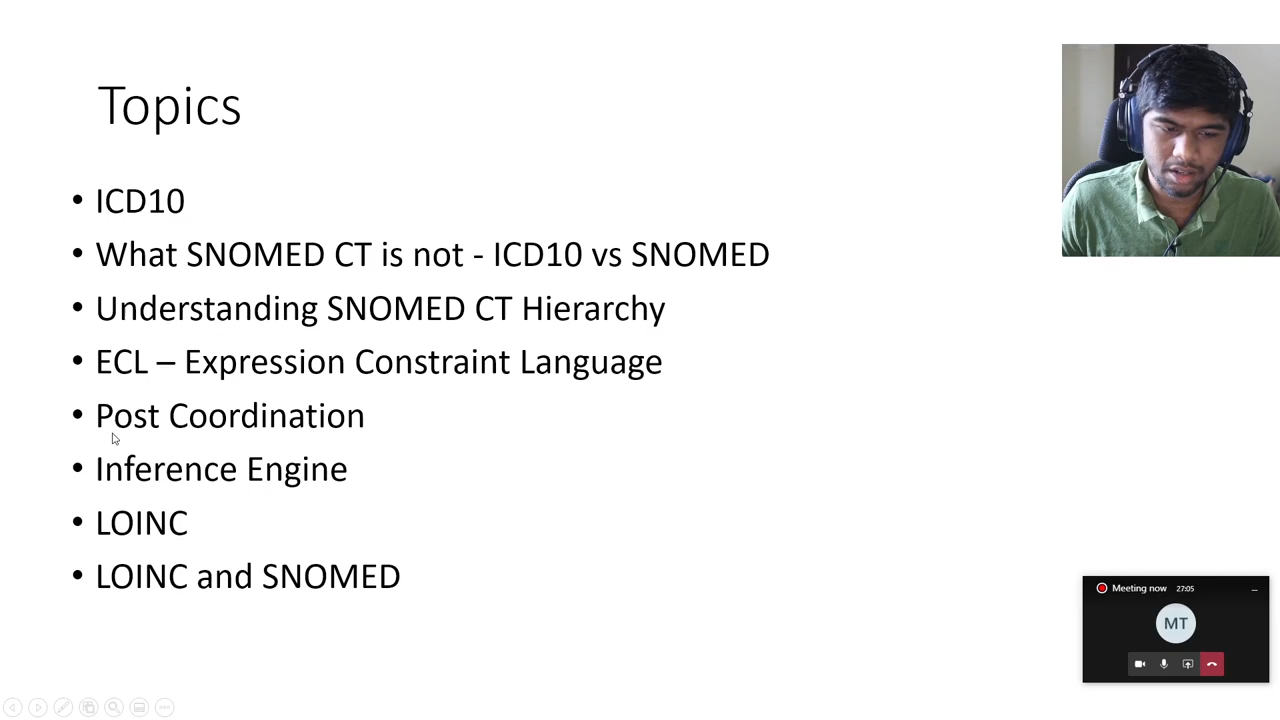 Topics
• ICD10
• What SNOMED CT is not - ICD10 vs SNOMED
• Understanding SNOMED CT Hierarchy
• ECL – Expression Constraint Language
• Post Coordination
• Inference Engine
• LOINC
• LOINC and SNOMED
Meeting now 27:05
MT